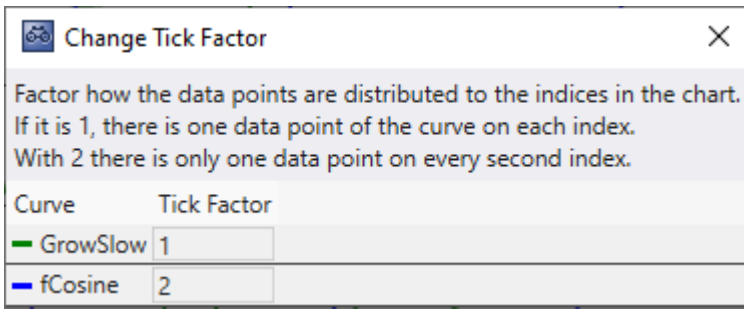 Change Tick Factor
Factor how the data points are distributed to the indices in the chart.
If it is 1, there is one data point of the curve on each index.
With 2 there is only one data point on every second index.
Curve Tick Factor
GrowSlow 1
fCosine 2